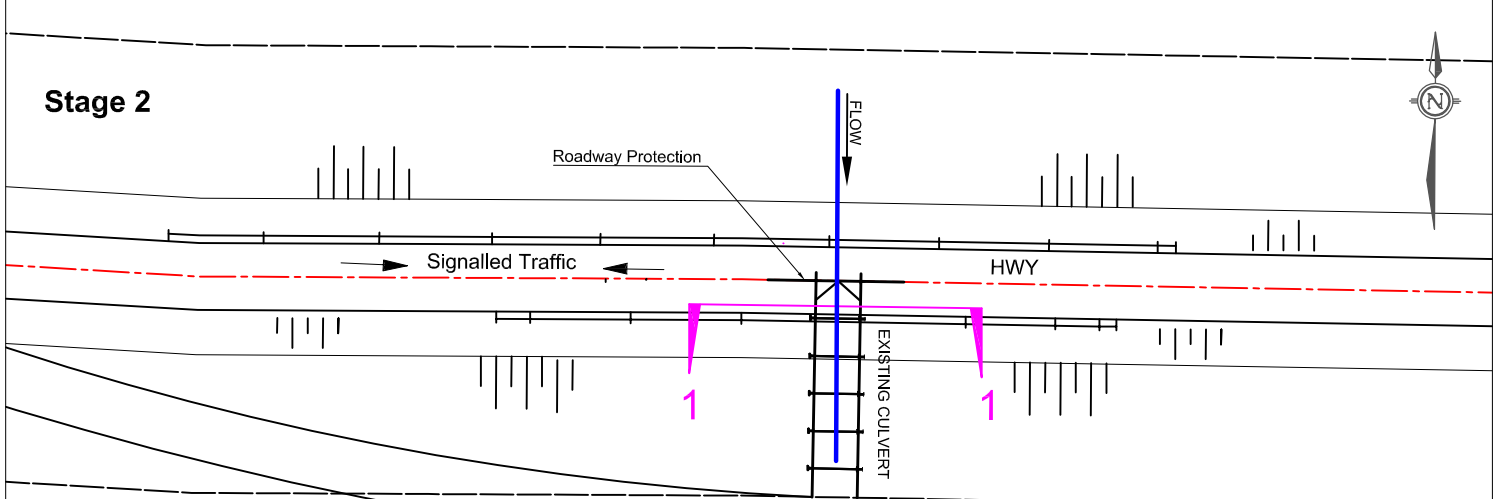 Stage 2
FLOW
N
Roadway Protection
Signalled Traffic
HWY
EXISTING CULVERT
1
1